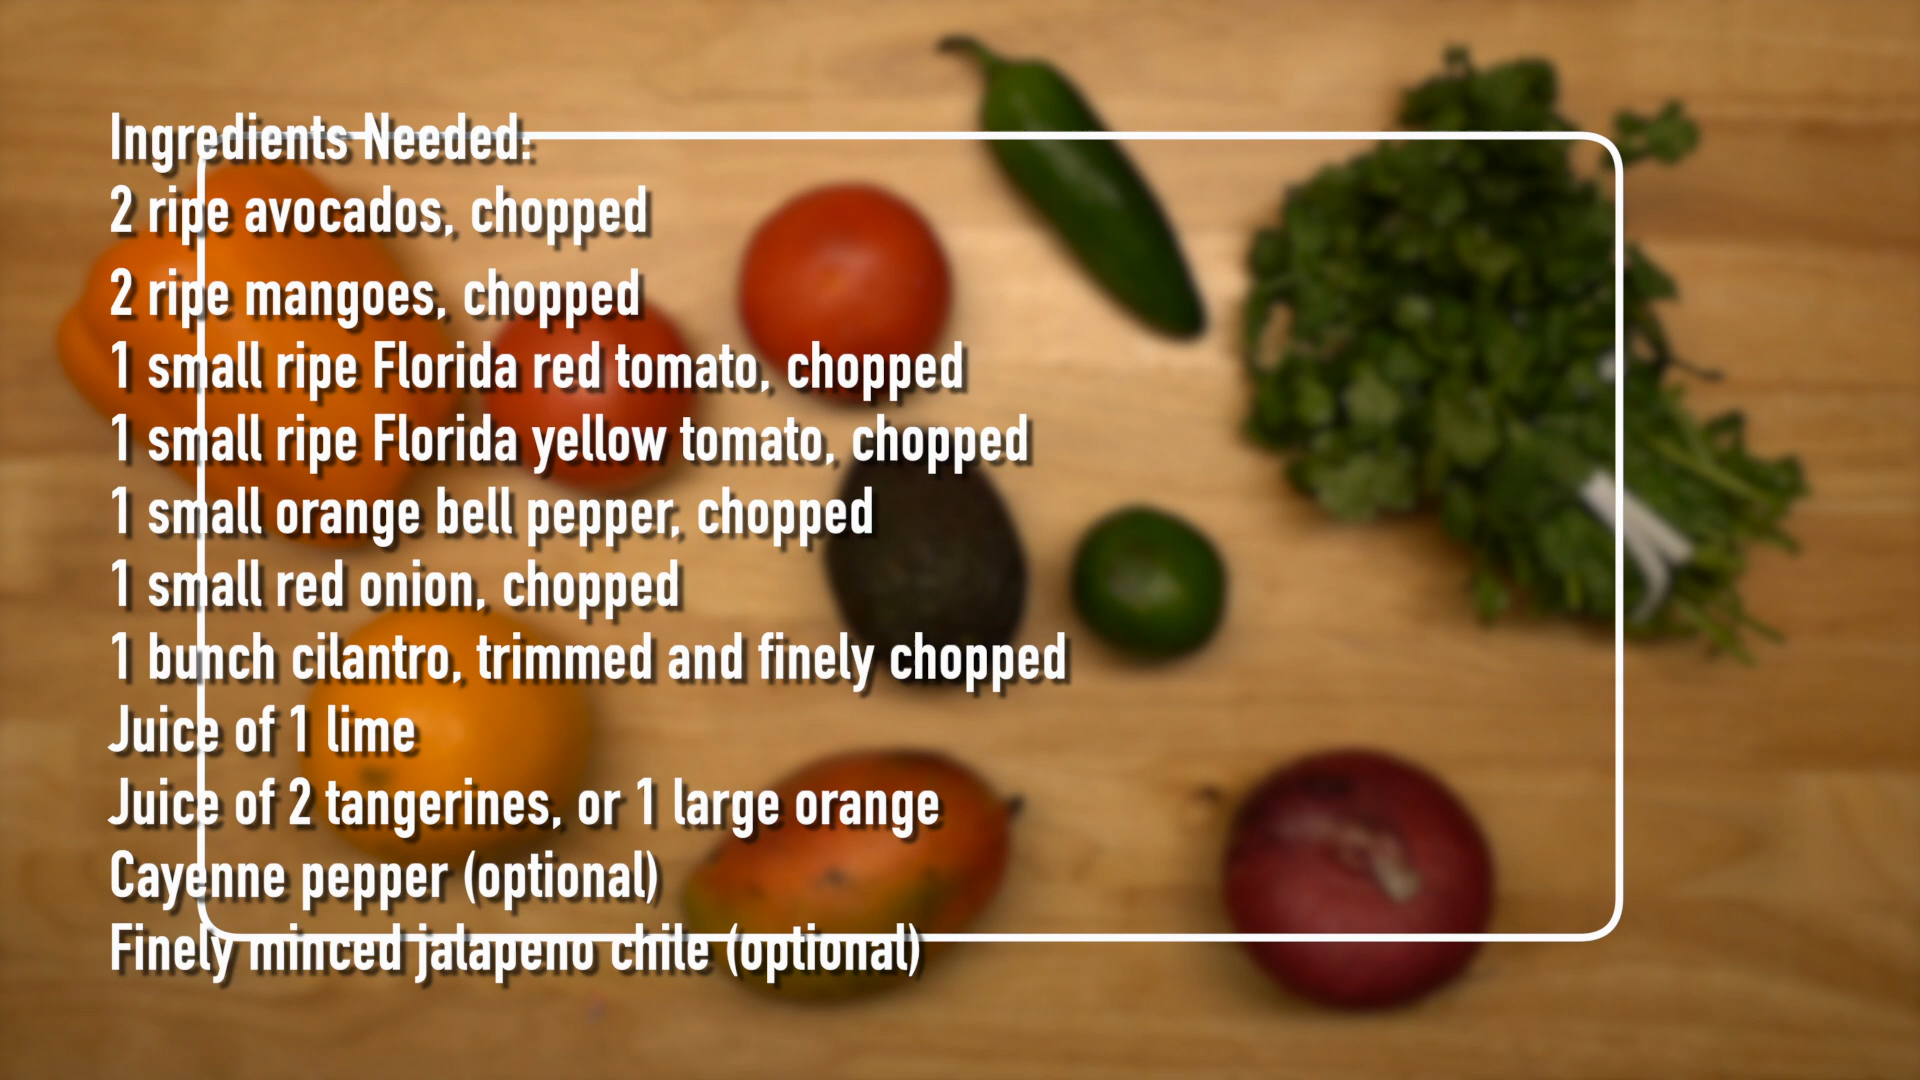 Ingredients Needed:
2 ripe avocados, chopped
2 ripe mangoes, chopped
1 small ripe Florida red tomato, chopped
1 small ripe Florida yellow tomato, chopped
1 small orange bell pepper, chopped
1 small red onion, chopped
1 bunch cilantro, trimmed and finely chopped
Juice of 1 lime
Juice of 2 tangerines, or 1 large orange
Cayenne pepper (optional)
Finely minced jalapeno chile (optional)